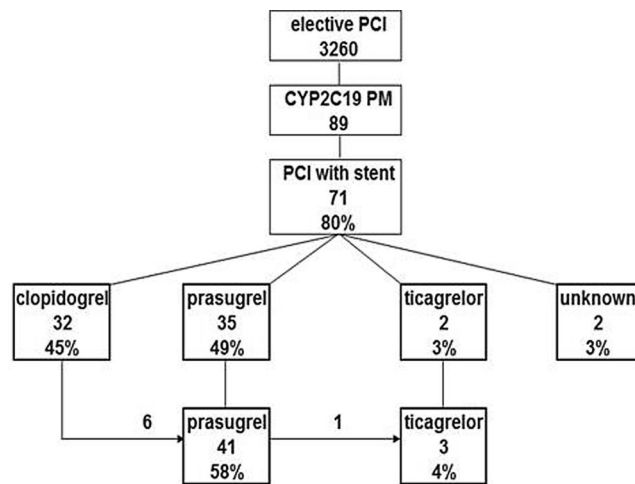 elective PCI
3260
CYP2C19 PM
89
PCI with stent
71
80%
clopidogrel
32
45%
prasugrel
35
49%
ticagrelor
2
3%
unknown
2
3%
6
prasugrel
41
58%
1
ticagrelor
3
4%